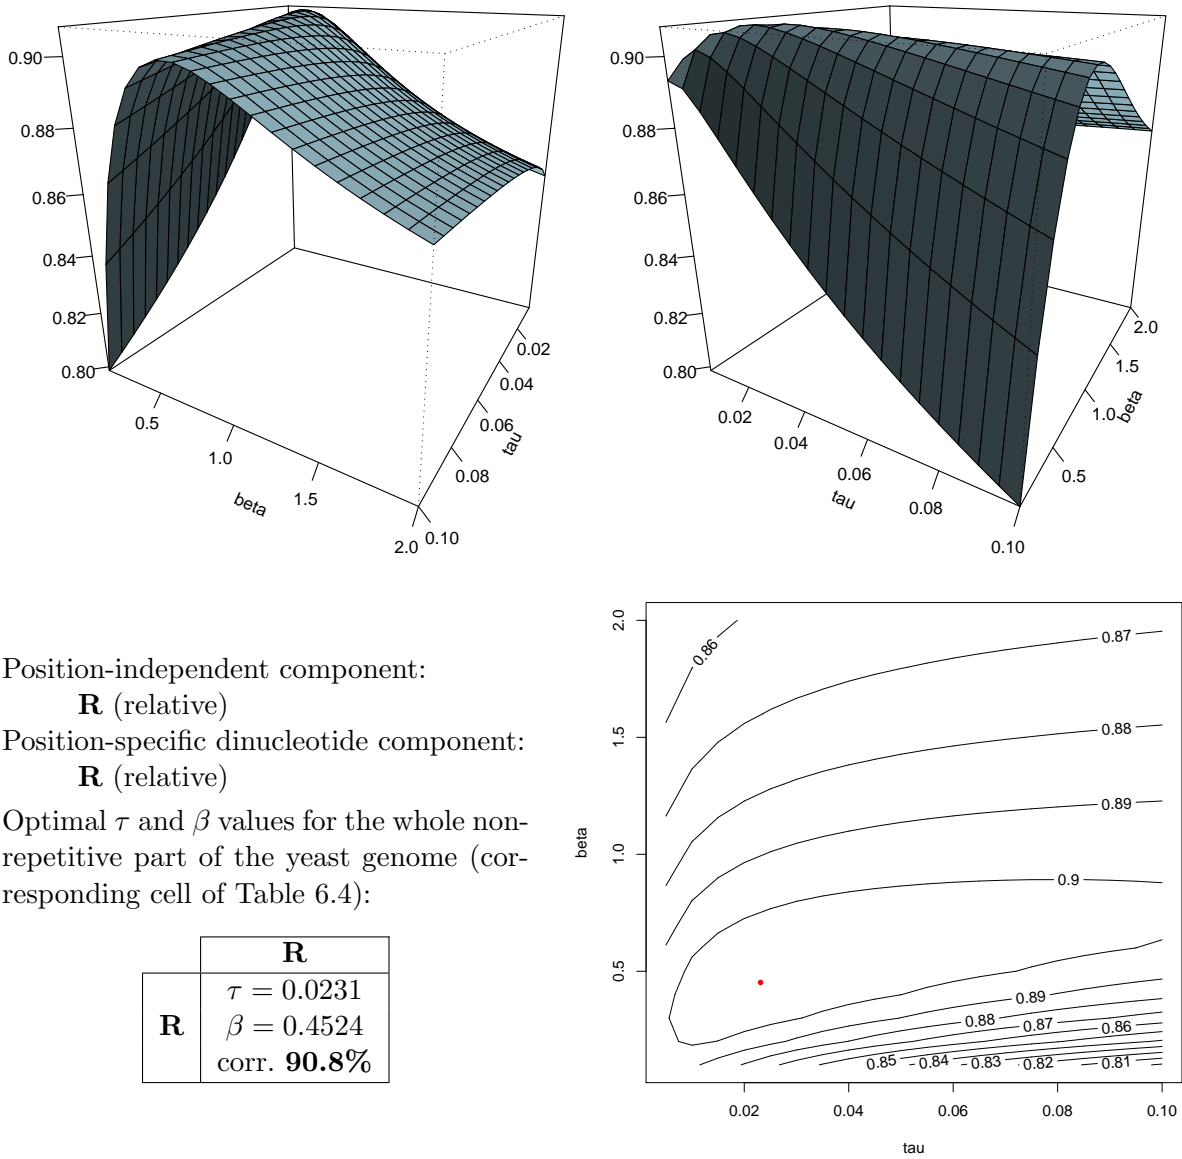 0.90
0.88
0.86
0.84
0.82
0.80
0.5
1.0
1.5
2.0
beta
0.02
0.04
0.06
0.08
0.10
tau
0.90
0.88
0.86
0.84
0.82
0.80
0.02
0.04
0.06
0.08
0.10
tau
0.5
1.0
1.5
2.0
beta
Position-independent component:
R (relative)
Position-specific dinucleotide component:
R (relative)
Optimal τ and β values for the whole non-
repetitive part of the yeast genome (cor-
responding cell of Table 6.4):
R
R
τ = 0.0231
β = 0.4524
corr. 90.8%
2.0
1.5
1.0
0.5
beta
0.86
0.87
0.88
0.89
0.9
0.89
0.88
0.87
0.86
0.85
0.84
0.83
0.82
0.81
0.02
0.04
0.06
0.08
0.10
tau